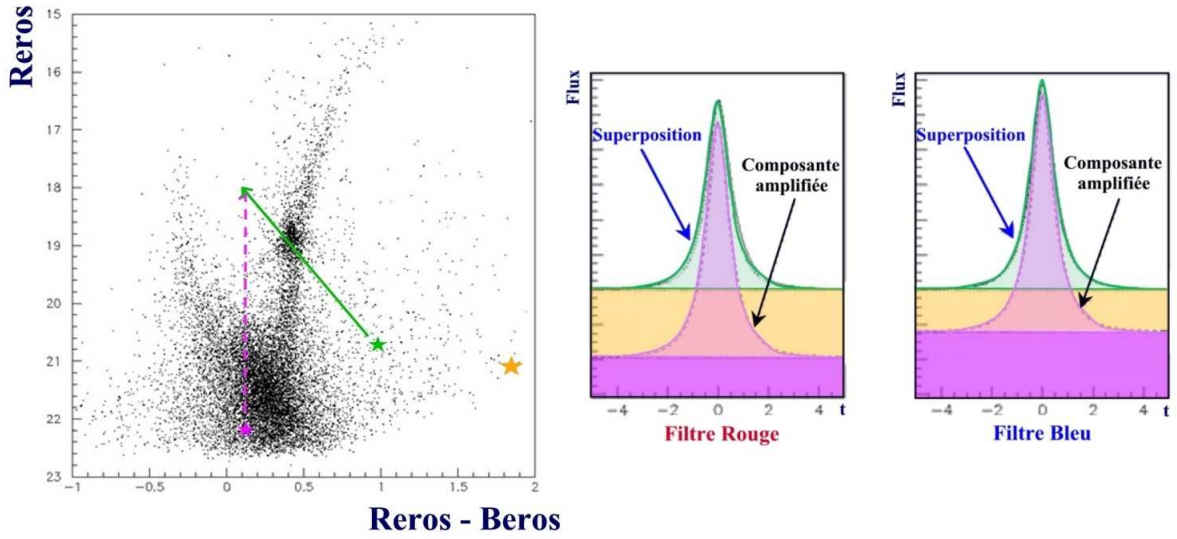 Reros
15
16
17
18
19
20
21
22
23
−1
−0.5
0
0.5
1
1.5
2
Reros - Beros
Flux
Superposition
Composante
amplifiée
−4
−2
0
2
4
t
Filtre Rouge
Flux
Superposition
Composante
amplifiée
−4
−2
0
2
4
t
Filtre Bleu